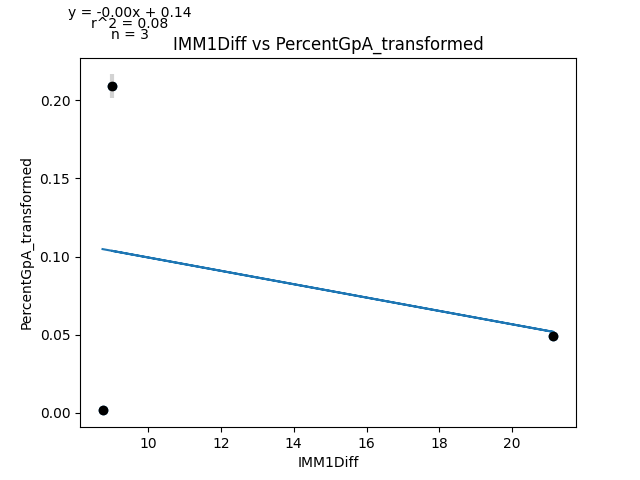 y = -0.00x + 0.14
r^2 = 0.08
n = 3
IMM1Diff vs PercentGpA_transformed
0.20
0.15
0.10
0.05
0.00
PercentGpA_transformed
10
12
14
16
18
20
IMM1Diff